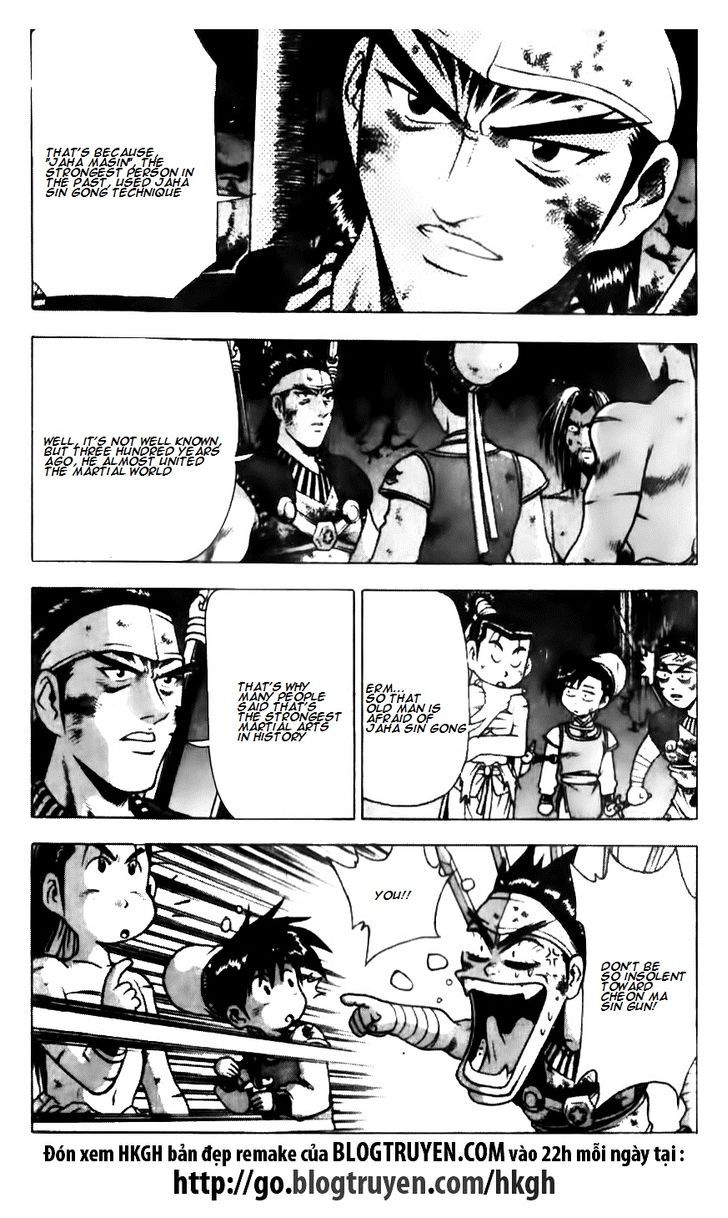 THAT'S BECAUSE,
"JAHA MASIN", THE
STRONGEST PERSON IN
THE PAST, USED JAHA
SIN GONG TECHNIQUE
WELL, IT'S NOT WELL KNOWN,
BUT THREE HUNDRED YEARS
AGO, HE ALMOST UNITED
THE MARTIAL WORLD
THAT'S WHY
MANY PEOPLE
SAID THAT'S
THE STRONGEST
MARTIAL ARTS
IN HISTORY
ERM...
SO THAT
OLD MAN IS
AFRAID OF
JAHA SIN GONG
YOU!!
DON'T BE
SO INSOLENT
TOWARD
CHEON MA
SIN GUN!
Đón xem HKGH bản đẹp remake của BLOGTRUYEN.COM vào 22h mỗi ngày tại :
http://go.blogtruyen.com/hkgh